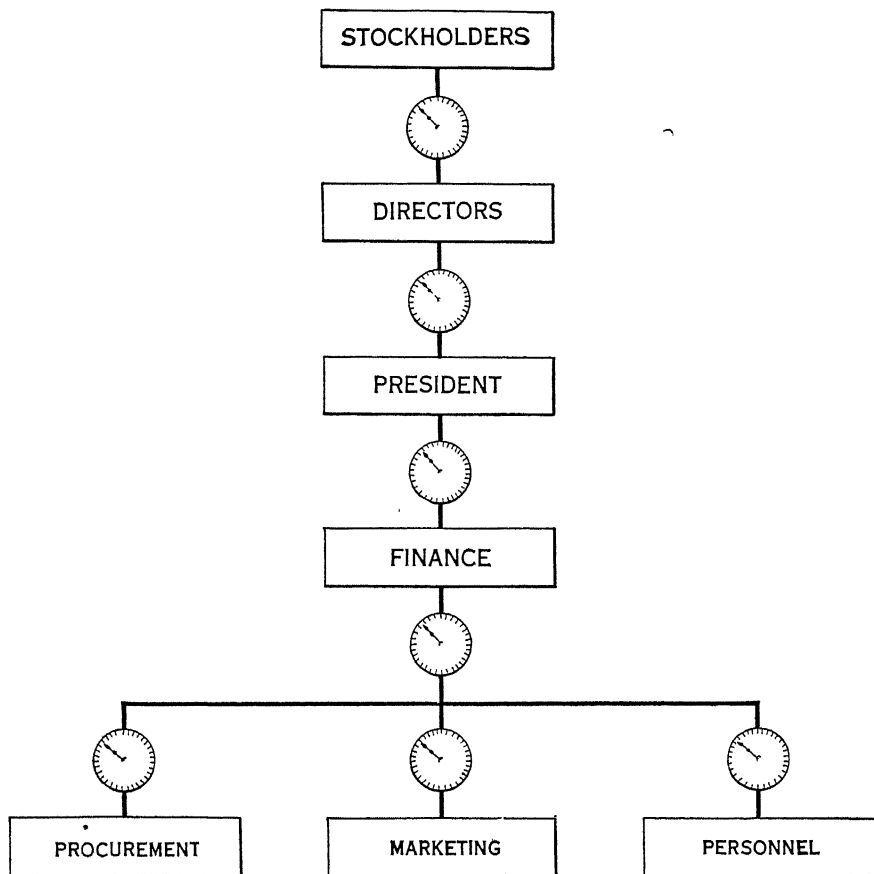 STOCKHOLDERS
DIRECTORS
PRESIDENT
FINANCE
PROCUREMENT
MARKETING
PERSONNEL